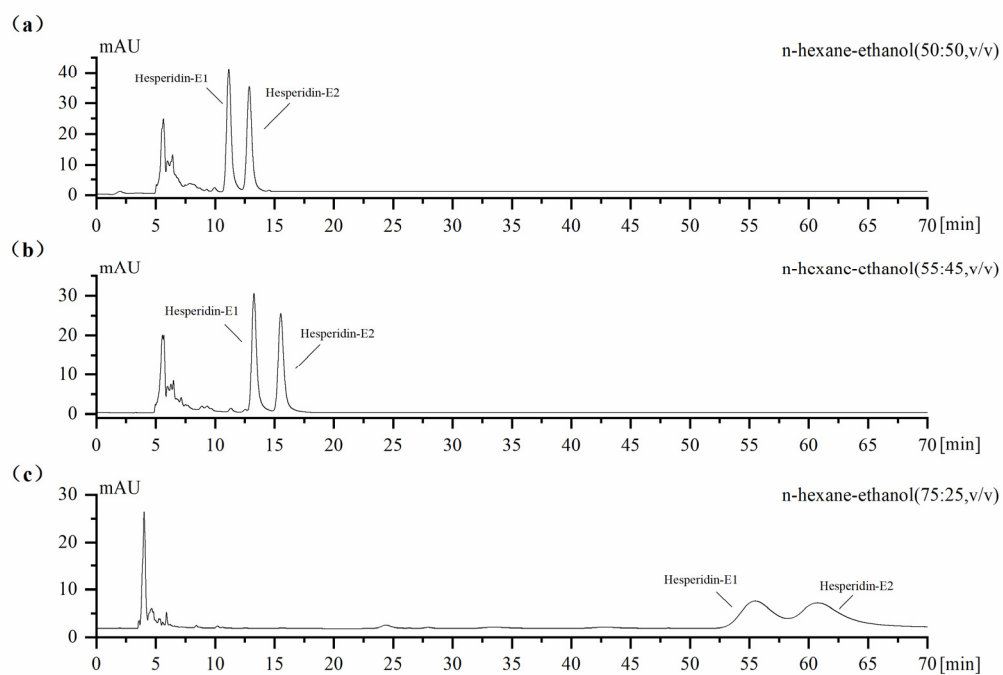 (a)
mAU
n-hexane-ethanol(50:50,v/v)
40
30
20
10
0
Hesperidin-E1
Hesperidin-E2
0 5 10 15 20 25 30 35 40 45 50 55 60 65 70 [min]
(b)
mAU
n-hexane-ethanol(55:45,v/v)
30
20
10
0
Hesperidin-E1
Hesperidin-E2
0 5 10 15 20 25 30 35 40 45 50 55 60 65 70 [min]
(c)
mAU
n-hexane-ethanol(75:25,v/v)
30
20
10
0
Hesperidin-E1
Hesperidin-E2
0 5 10 15 20 25 30 35 40 45 50 55 60 65 70 [min]